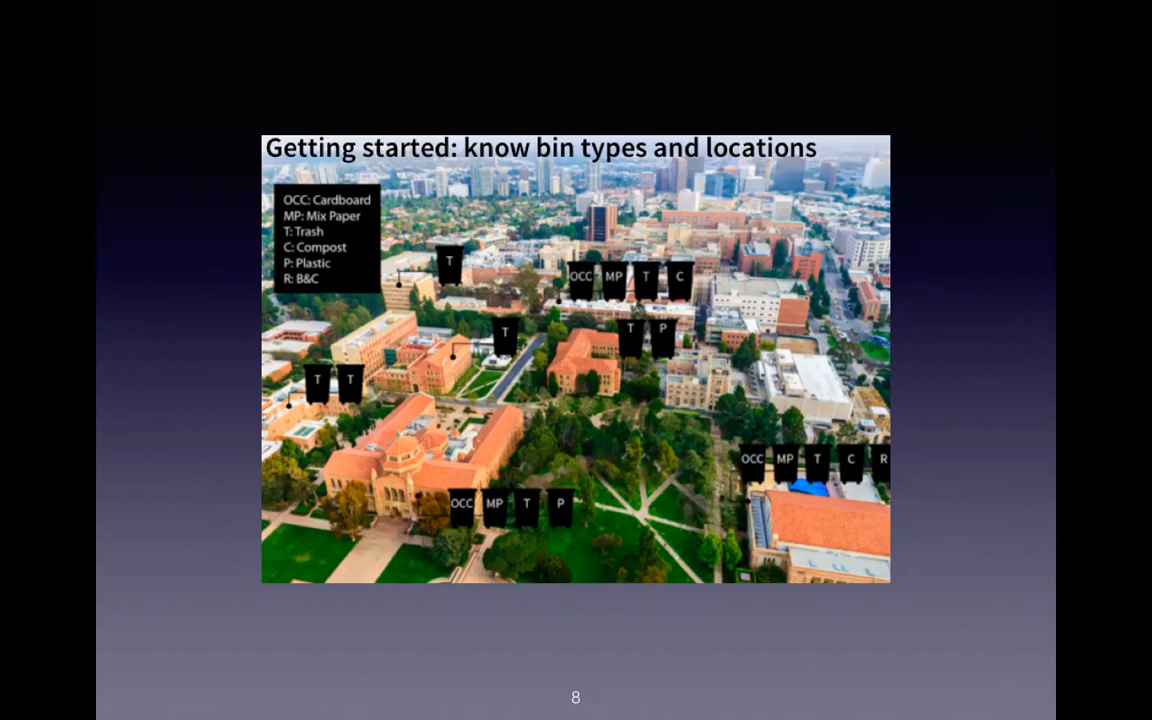 Getting started: know bin types and locations
OCC: Cardboard
MP: Mix Paper
T: Trash
C: Compost
P: Plastic
R: B&C
T
OCC MP T C
T
T P
T T
OCC MP T C R
OCC MP T P
8